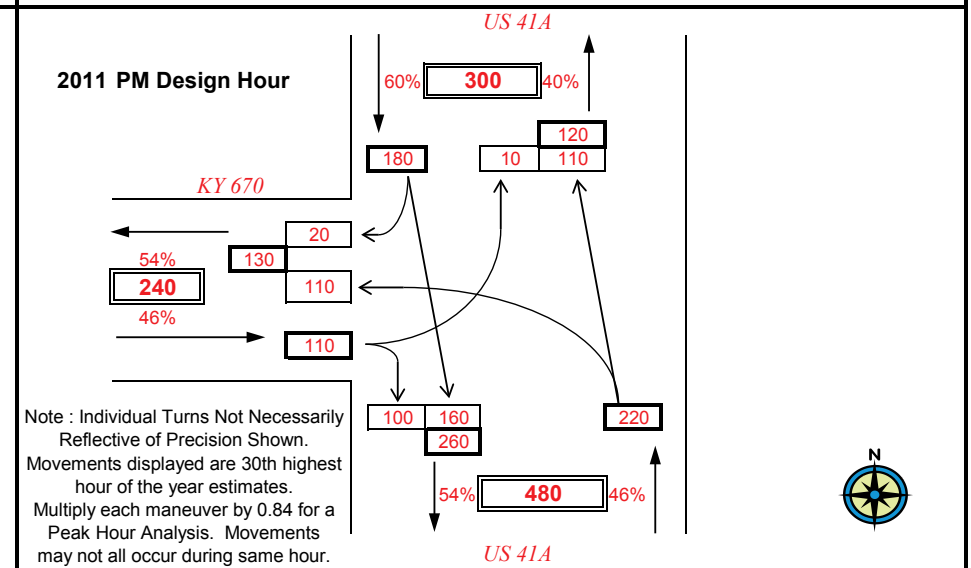 US 41A
2011 PM Design Hour
60% 300 40%
120
180 10 110
KY 670
20
54% 130
240 110
46%
110
100 160 220
260
Note : Individual Turns Not Necessarily
Reflective of Precision Shown.
Movements displayed are 30th highest
hour of the year estimates.
Multiply each maneuver by 0.84 for a
Peak Hour Analysis. Movements
may not all occur during same hour.
54% 480 46%
US 41A
N